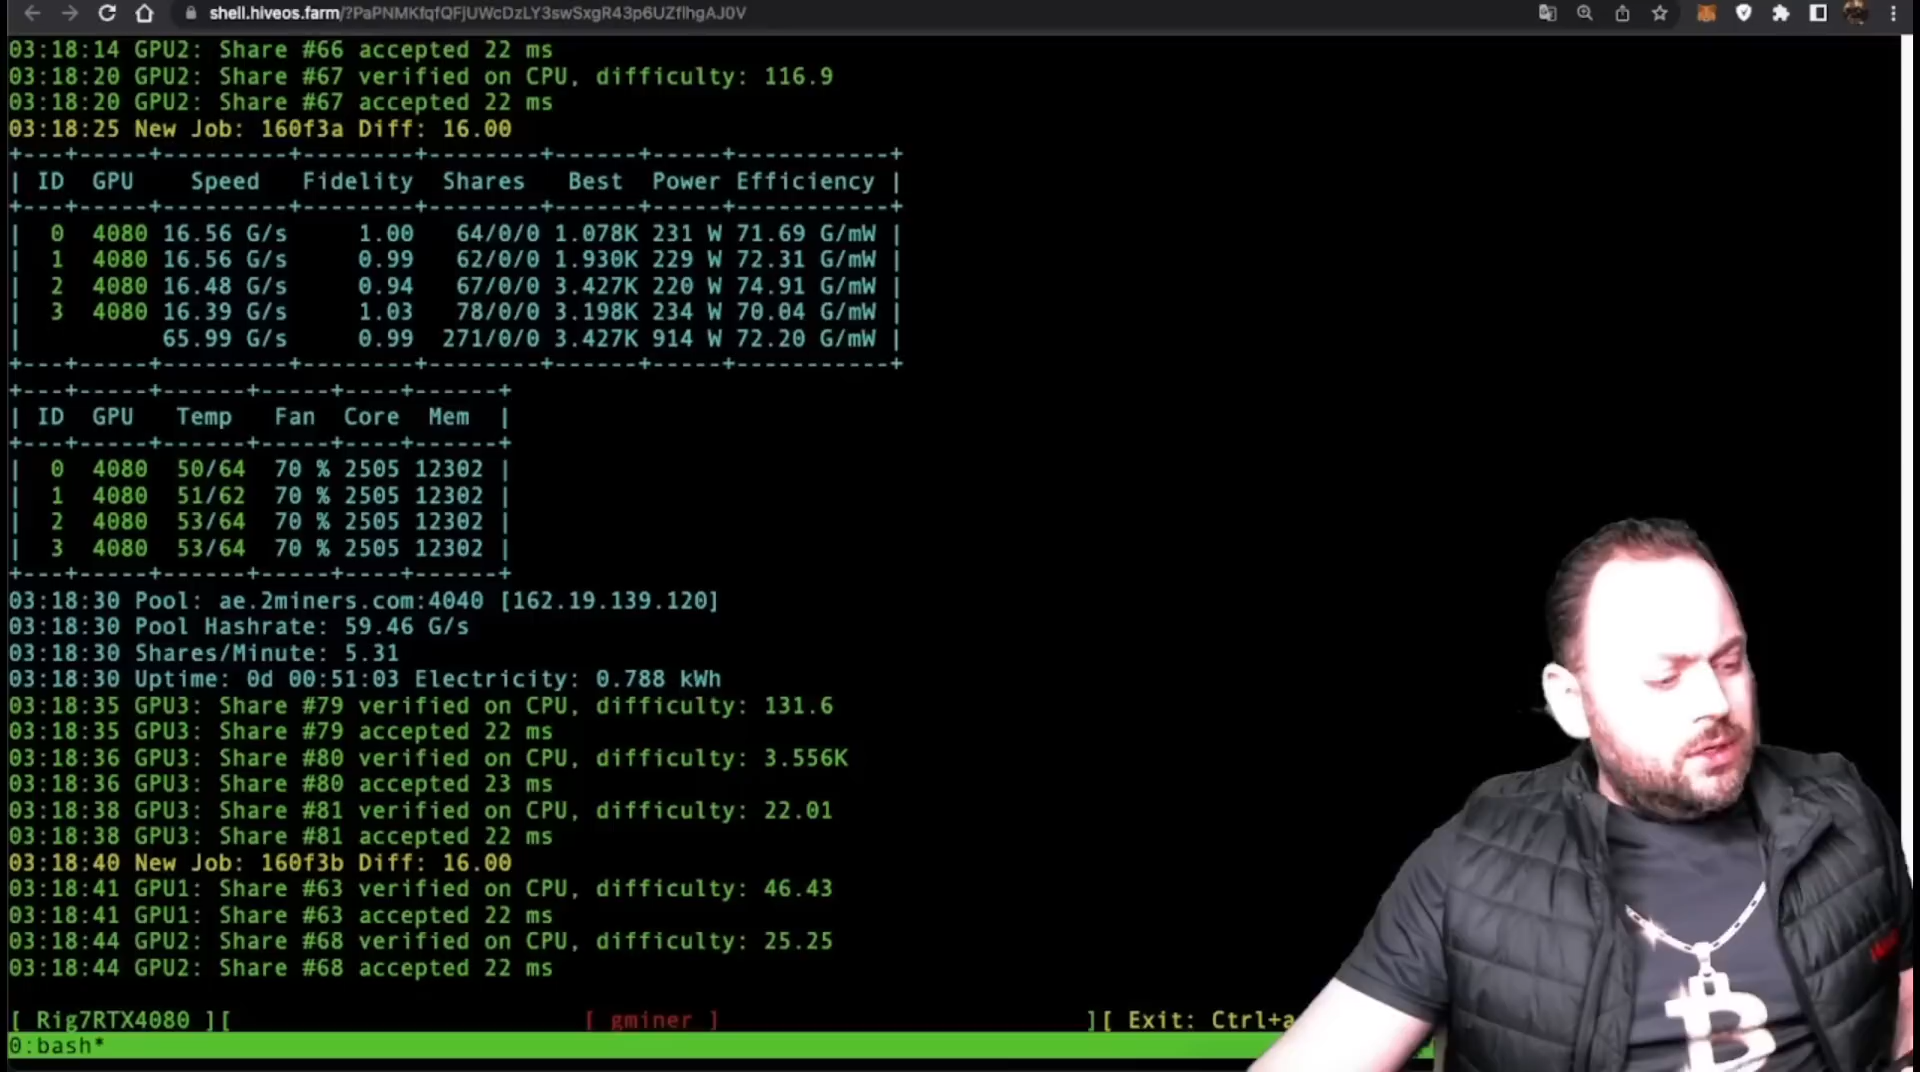 shell.hiveos.farm/?PaPNMKfqfQFjUWcDzLY3swSxgR43p6UZflhgAJ0V
03:18:14 GPU2: Share #66 accepted 22 ms
03:18:20 GPU2: Share #67 verified on CPU, difficulty: 116.9
03:18:20 GPU2: Share #67 accepted 22 ms
03:18:25 New Job: 160f3a Diff: 16.00
+---+-----+---------+--------+--------+------+-----+-----------+
| ID GPU Speed Fidelity Shares Best Power Efficiency |
+---+-----+---------+--------+--------+------+-----+-----------+
| 0 4080 16.56 G/s 1.00 64/0/0 1.078K 231 W 71.69 G/mW |
| 1 4080 16.56 G/s 0.99 62/0/0 1.930K 229 W 72.31 G/mW |
| 2 4080 16.48 G/s 0.94 67/0/0 3.427K 220 W 74.91 G/mW |
| 3 4080 16.39 G/s 1.03 78/0/0 3.198K 234 W 70.04 G/mW |
| 65.99 G/s 0.99 271/0/0 3.427K 914 W 72.20 G/mW |
+---+-----+---------+--------+--------+------+-----+-----------+
+---+-----+------+-----+----+------+
| ID GPU Temp Fan Core Mem |
+---+-----+------+-----+----+------+
| 0 4080 50/64 70 % 2505 12302 |
| 1 4080 51/62 70 % 2505 12302 |
| 2 4080 53/64 70 % 2505 12302 |
| 3 4080 53/64 70 % 2505 12302 |
+---+-----+------+-----+----+------+
03:18:30 Pool: ae.2miners.com:4040 [162.19.139.120]
03:18:30 Pool Hashrate: 59.46 G/s
03:18:30 Shares/Minute: 5.31
03:18:30 Uptime: 0d 00:51:03 Electricity: 0.788 kWh
03:18:35 GPU3: Share #79 verified on CPU, difficulty: 131.6
03:18:35 GPU3: Share #79 accepted 22 ms
03:18:36 GPU3: Share #80 verified on CPU, difficulty: 3.556K
03:18:36 GPU3: Share #80 accepted 23 ms
03:18:38 GPU3: Share #81 verified on CPU, difficulty: 22.01
03:18:38 GPU3: Share #81 accepted 22 ms
03:18:40 New Job: 160f3b Diff: 16.00
03:18:41 GPU1: Share #63 verified on CPU, difficulty: 46.43
03:18:41 GPU1: Share #63 accepted 22 ms
03:18:44 GPU2: Share #68 verified on CPU, difficulty: 25.25
03:18:44 GPU2: Share #68 accepted 22 ms
[ Rig7RTX4080 ][ [ gminer ] ][ Exit: Ctrl+a
0:bash*